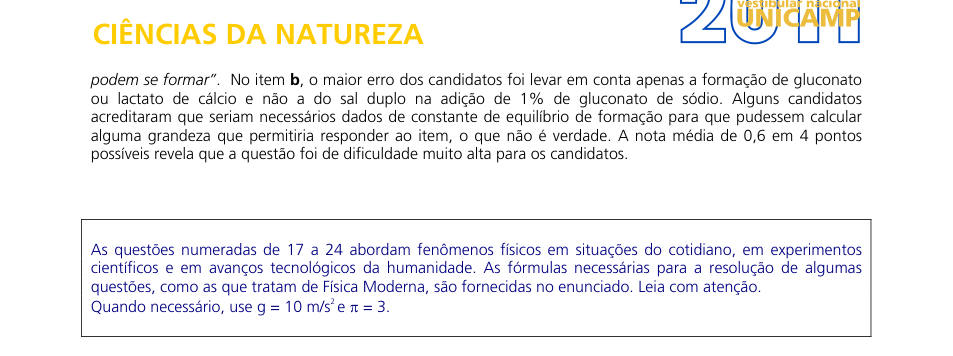 vestibular nacional
2011
UNICAMP
CIÊNCIAS DA NATUREZA
podem se formar”. No item b, o maior erro dos candidatos foi levar em conta apenas a formação de gluconato
ou lactato de cálcio e não a do sal duplo na adição de 1% de gluconato de sódio. Alguns candidatos
acreditaram que seriam necessários dados de constante de equilíbrio de formação para que pudessem calcular
alguma grandeza que permitiria responder ao item, o que não é verdade. A nota média de 0,6 em 4 pontos
possíveis revela que a questão foi de dificuldade muito alta para os candidatos.
As questões numeradas de 17 a 24 abordam fenômenos físicos em situações do cotidiano, em experimentos
científicos e em avanços tecnológicos da humanidade. As fórmulas necessárias para a resolução de algumas
questões, como as que tratam de Física Moderna, são fornecidas no enunciado. Leia com atenção.
Quando necessário, use g = 10 m/s² e π = 3.